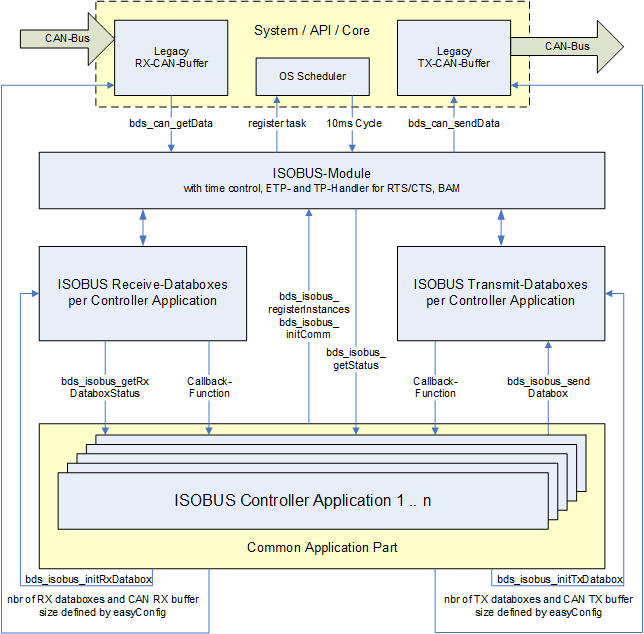 System / API / Core
CAN-Bus
Legacy
RX-CAN-Buffer
OS Scheduler
Legacy
TX-CAN-Buffer
CAN-Bus
bds_can_getData
register task
10ms Cycle
bds_can_sendData
ISOBUS-Module
with time control, ETP- and TP-Handler for RTS/CTS, BAM
ISOBUS Receive-Databoxes
per Controller Application
ISOBUS Transmit-Databoxes
per Controller Application
bds_isobus_
registerInstances
bds_isobus_
initComm
bds_isobus_
getStatus
bds_isobus_getRx
DataboxStatus
Callback-
Function
Callback-
Function
bds_isobus_send
Databox
ISOBUS Controller Application 1 .. n
Common Application Part
bds_isobus_initRxDatabox
nbr of RX databoxes and CAN RX buffer
size defined by easyConfig
bds_isobus_initTxDatabox
nbr of TX databoxes and CAN TX buffer
size defined by easyConfig